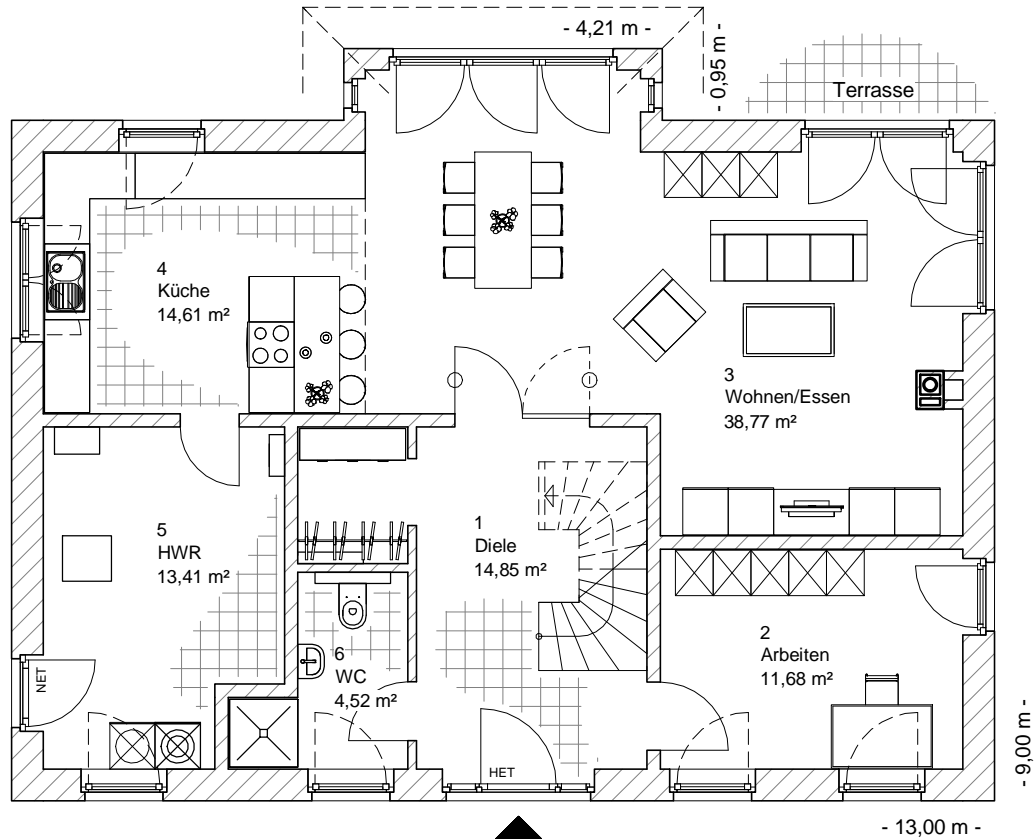 - 4,21 m -
- 0,95 m -
Terrasse
4
Küche
14,61 m²
3
Wohnen/Essen
38,77 m²
5
HWR
13,41 m²
1
Diele
14,85 m²
2
Arbeiten
11,68 m²
6
WC
4,52 m²
NET
HET
- 9,00 m -
- 13,00 m -